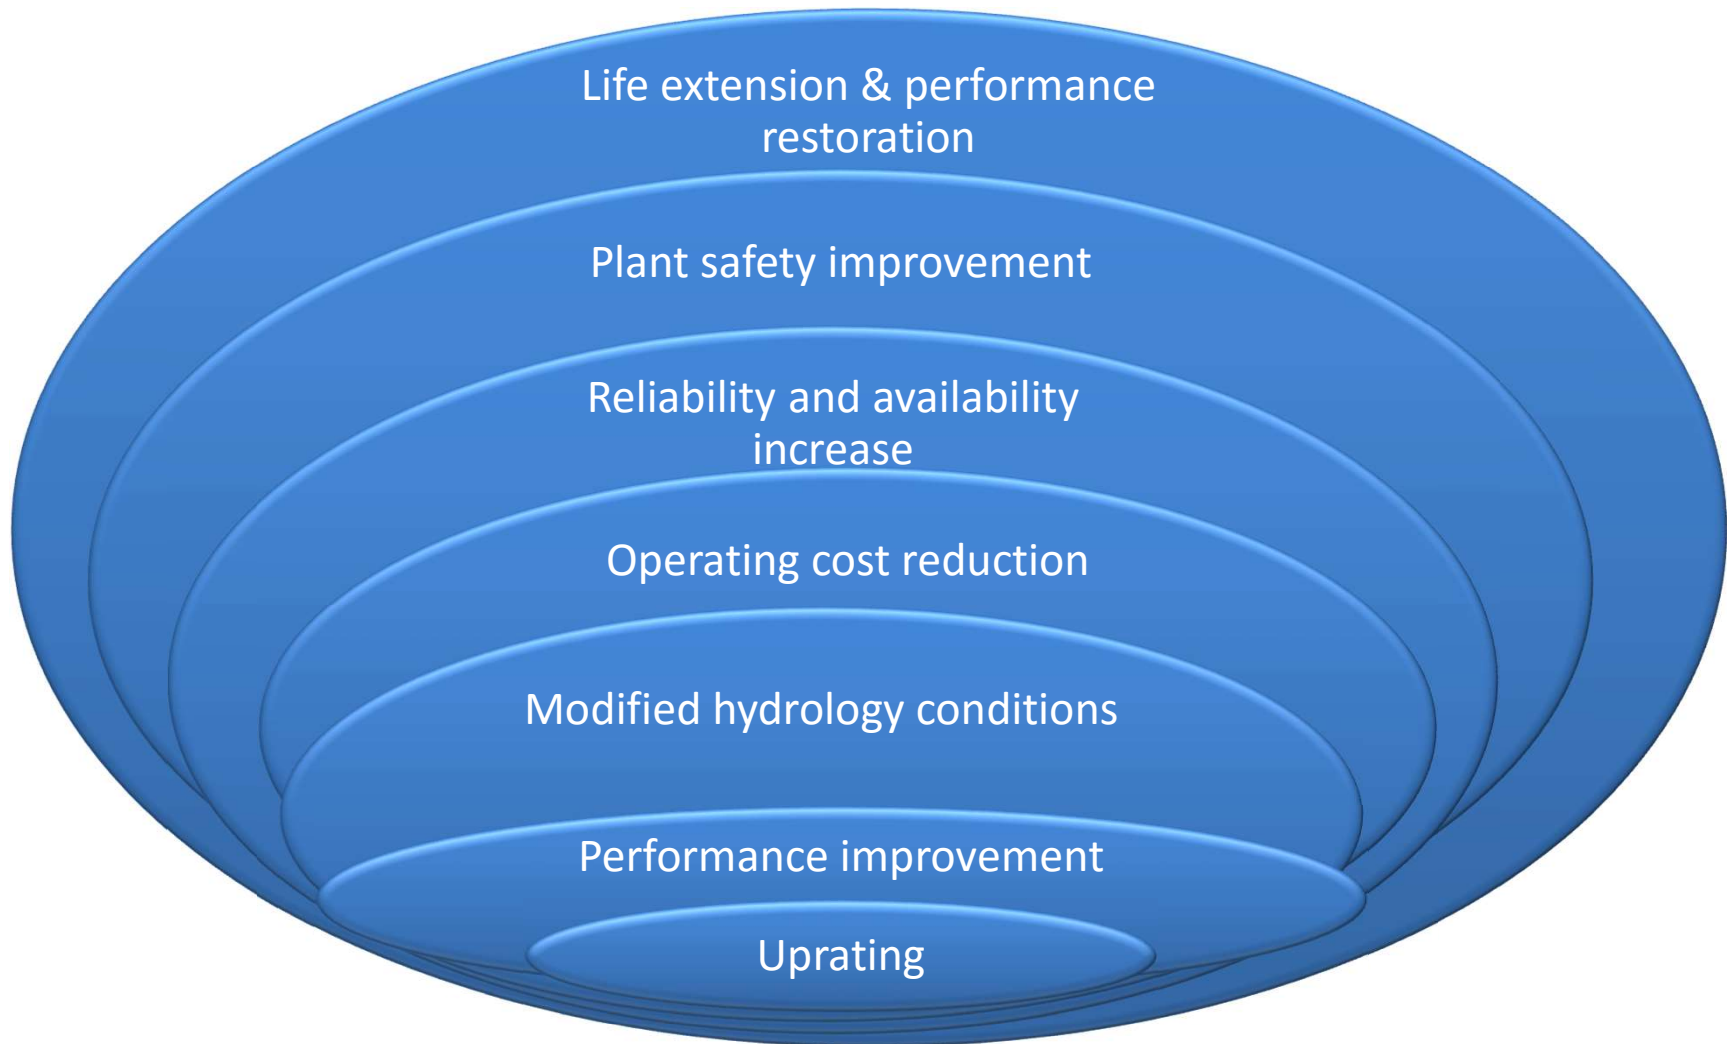 Life extension & performance
restoration
Plant safety improvement
Reliability and availability
increase
Operating cost reduction
Modified hydrology conditions
Performance improvement
Uprating